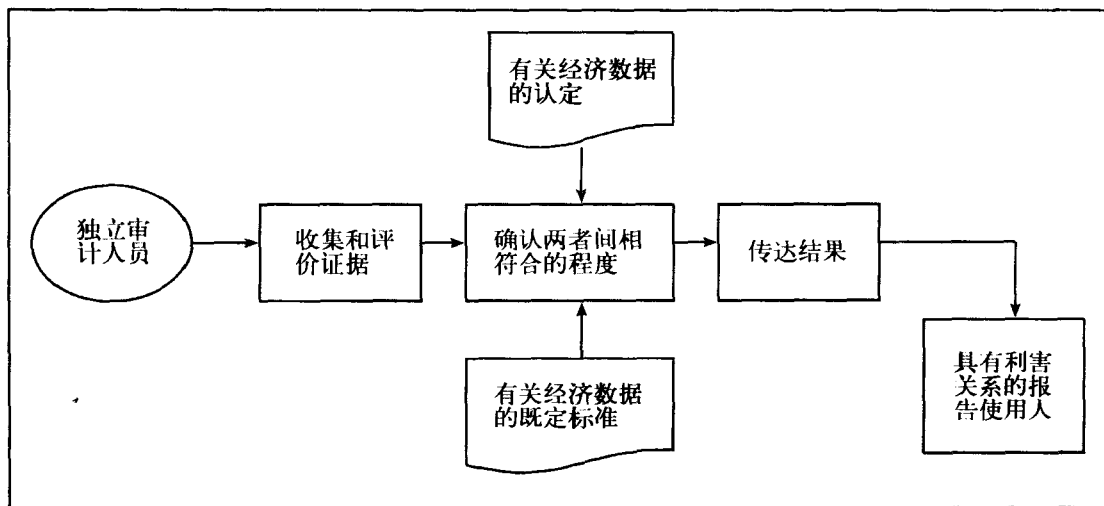 有关经济数据
的认定
独立审
计人员
收集和评
价证据
确认两者间相
符合的程度
传达结果
有关经济数据
的既定标准
具有利害
关系的报
告使用人